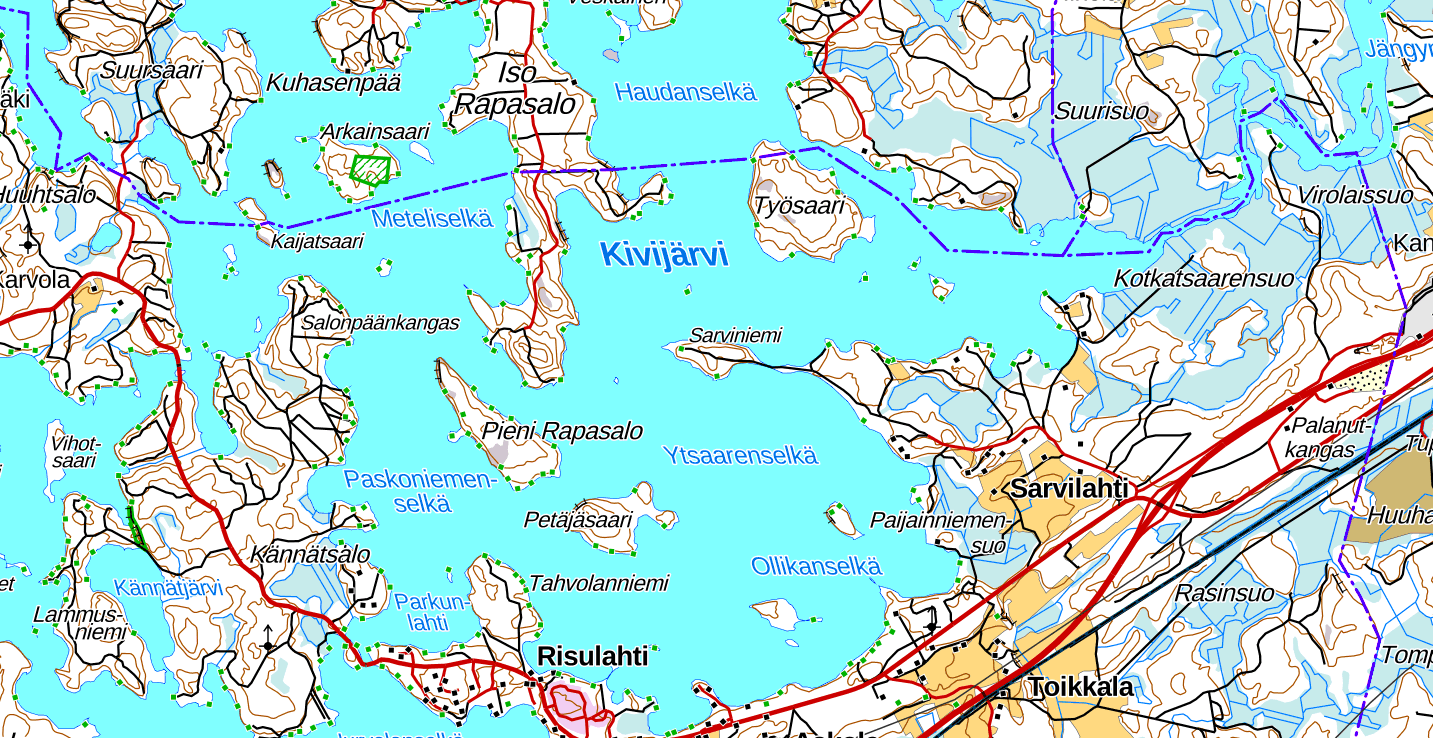 Suursaari
Kuhasenpää
Iso
Rapasalo
Haudanselkä
Suurisuo
Arkainsaari
Huuhtsalo
Meteliselkä
Kaijatsaari
Kivijärvi
Työsaari
Virolaissuo
Karvola
Kotkatsaarensuo
Salonpäänkangas
Sarviniemi
Vihot-
saari
Pieni Rapasalo
Ytsaarenselkä
Palanut-
kangas
Paskoniemen-
selkä
Sarvilahti
Petäjäsaari
Paijainniemen-
suo
Kännätsalo
Ollikanselkä
Kännätjärvi
Tahvolanniemi
Rasinsuo
Lammus-
niemi
Parkun-
lahti
Risulahti
Toikkala